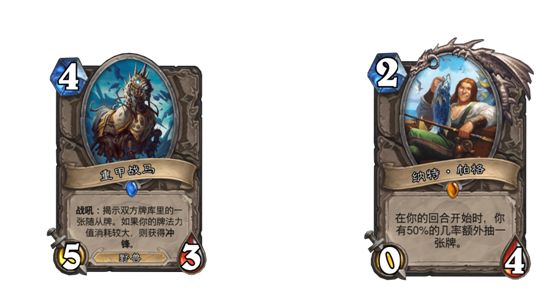 4
重甲战马
战吼：揭示双方牌库里的一
张随从牌。如果你的牌法力
值消耗较大，则获得冲
锋。
野兽
5
3
2
纳特·帕格
在你的回合开始时，你
有50%的几率额外抽一
张牌。
0
4